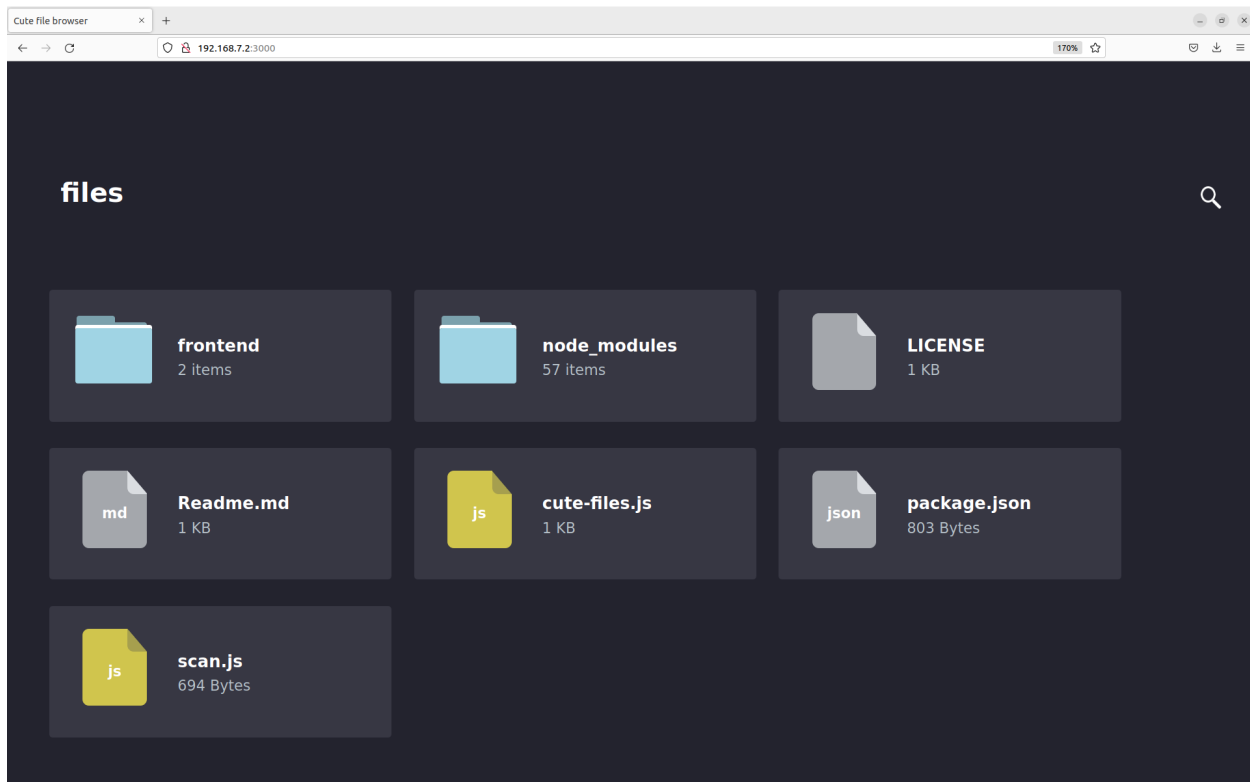 Cute file browser
192.168.7.2:3000
170%
files
frontend
2 items
node_modules
57 items
LICENSE
1 KB
md
Readme.md
1 KB
js
cute-files.js
1 KB
json
package.json
803 Bytes
js
scan.js
694 Bytes